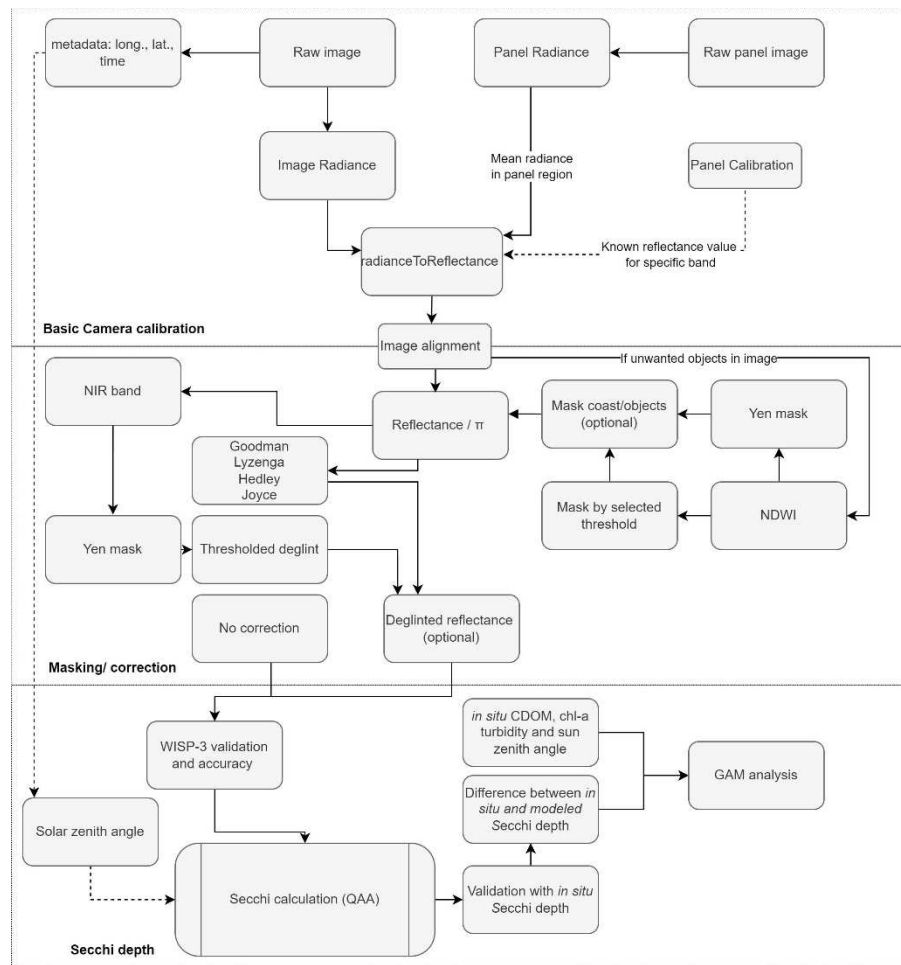 metadata: long., lat.,
time
Raw image
Panel Radiance
Raw panel image
Image Radiance
Mean radiance
in panel region
Panel Calibration
radianceToReflectance
Known reflectance value
for specific band
Basic Camera calibration
Image alignment
If unwanted objects in image
NIR band
Reflectance / π
Mask coast/objects
(optional)
Yen mask
Goodman
Lyzenga
Hedley
Joyce
Mask by selected
threshold
NDWI
Yen mask
Thresholded deglint
No correction
Deglinted reflectance
(optional)
Masking/ correction
WISP-3 validation
and accuracy
in situ CDOM, chl-a
turbidity and sun
zenith angle
GAM analysis
Difference between in
situ and modeled
Secchi depth
Solar zenith angle
Secchi calculation (QAA)
Validation with in situ
Secchi depth
Secchi depth